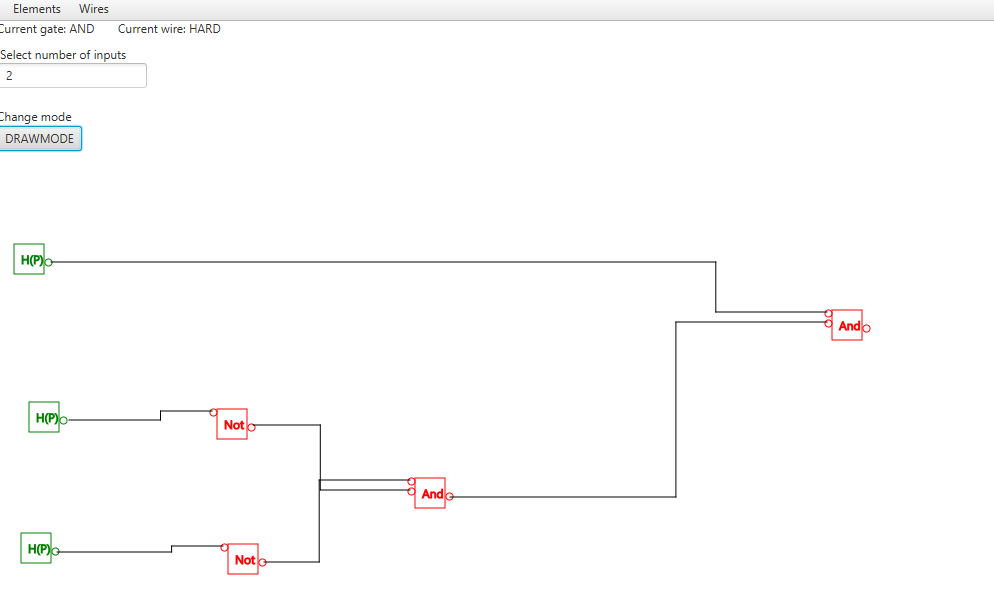 Elements Wires
Current gate: AND Current wire: HARD
Select number of inputs
2
Change mode
DRAWMODE
H(P)
And
H(P)
Not
And
H(P)
Not